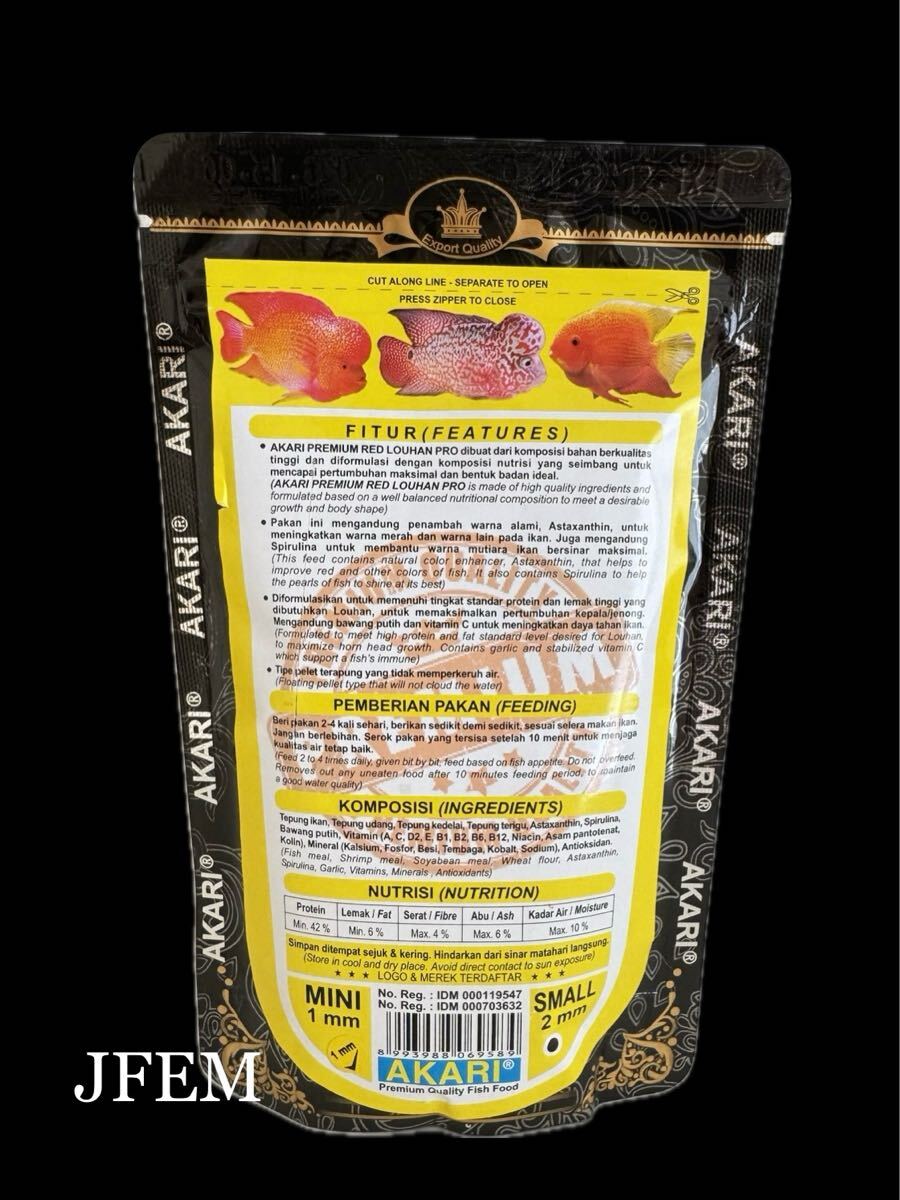 Export Quality
CUT ALONG LINE - SEPARATE TO OPEN
PRESS ZIPPER TO CLOSE
FITUR (FEATURES)
• AKARI PREMIUM RED LOUHAN PRO dibuat dari komposisi bahan berkualitas
tinggi dan diformulasi dengan komposisi nutrisi yang seimbang untuk
mencapai pertumbuhan maksimal dan bentuk badan ideal.
(AKARI PREMIUM RED LOUHAN PRO is made of high quality ingredients and
formulated based on a well balanced nutritional composition to meet a desirable
growth and body shape)
• Pakan ini mengandung penambah warna alami, Astaxanthin, untuk
meningkatkan warna merah dan warna lain pada ikan. Juga mengandung
Spirulina untuk membantu warna mutiara ikan bersinar maksimal.
(This feed contains natural color enhancer, Astaxanthin, that helps to
improve red and other colors of fish. It also contains Spirulina to help
the pearls of fish to shine at its best)
• Diformulasikan untuk memenuhi tingkat standar protein dan lemak tinggi yang
dibutuhkan Louhan, untuk memaksimalkan pertumbuhan kepala/jenong.
Mengandung bawang putih dan vitamin C untuk meningkatkan daya tahan ikan.
(Formulated to meet high protein and fat standard level desired for Louhan,
to maximize horn head growth. Contains garlic and stabilized vitamin C
which support a fish's immune)
• Tipe pelet terapung yang tidak memperkeruh air.
(Floating pellet type that will not cloud the water)
PEMBERIAN PAKAN (FEEDING)
Beri pakan 2-4 kali sehari, berikan sedikit demi sedikit, sesuai selera makan ikan.
Jangan berlebihan. Serok pakan yang tersisa setelah 10 menit untuk menjaga
kualitas air tetap baik.
(Feed 2 to 4 times daily, given bit by bit, feed based on fish appetite. Do not overfeed.
Removes out any uneaten food after 10 minutes feeding period, to maintain
a good water quality)
KOMPOSISI (INGREDIENTS)
Tepung ikan, Tepung udang, Tepung kedelai, Tepung terigu, Astaxanthin, Spirulina,
Bawang putih, Vitamin (A, C, D2, E, B1, B2, B6, B12, Niacin, Asam pantotenat,
Kolin), Mineral (Kalsium, Fosfor, Besi, Tembaga, Kobalt, Sodium), Antioksidan.
(Fish meal, Shrimp meal, Soyabean meal, Wheat flour, Astaxanthin,
Spirulina, Garlic, Vitamins, Minerals, Antioxidants)
NUTRISI (NUTRITION)
Protein Lemak / Fat Serat / Fibre Abu / Ash Kadar Air / Moisture
Min. 42 % Min. 6 % Max. 4 % Max. 6 % Max. 10 %
Simpan ditempat sejuk & kering. Hindarkan dari sinar matahari langsung.
(Store in cool and dry place. Avoid direct contact to sun exposure)
★ ★ ★ LOGO & MEREK TERDAFTAR ★ ★ ★
MINI
1 mm
1 mm
No. Reg. : IDM 000119547
No. Reg. : IDM 000703632
SMALL
2 mm
8 993988 069589
AKARI®
Premium Quality Fish Food
AKARI®
AKARI®
AKARI®
AKARI®
AKARI®
AKARI®
AKARI®
AKARI®
JFEM